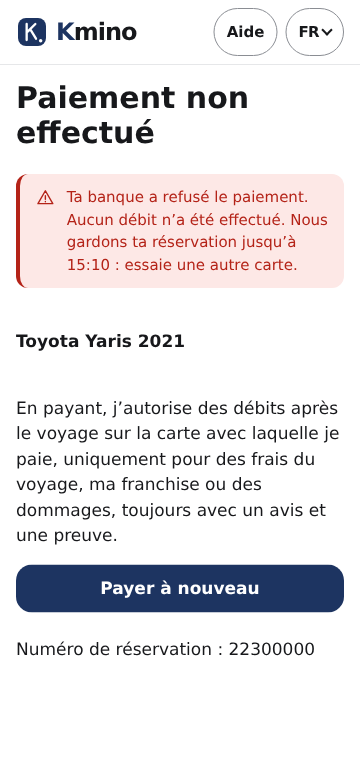 Kmino
Aide
FR
Paiement non
effectué
Ta banque a refusé le paiement.
Aucun débit n’a été effectué. Nous
gardons ta réservation jusqu’à
15:10 : essaie une autre carte.
Toyota Yaris 2021
En payant, j’autorise des débits après
le voyage sur la carte avec laquelle je
paie, uniquement pour des frais du
voyage, ma franchise ou des
dommages, toujours avec un avis et
une preuve.
Payer à nouveau
Numéro de réservation : 22300000